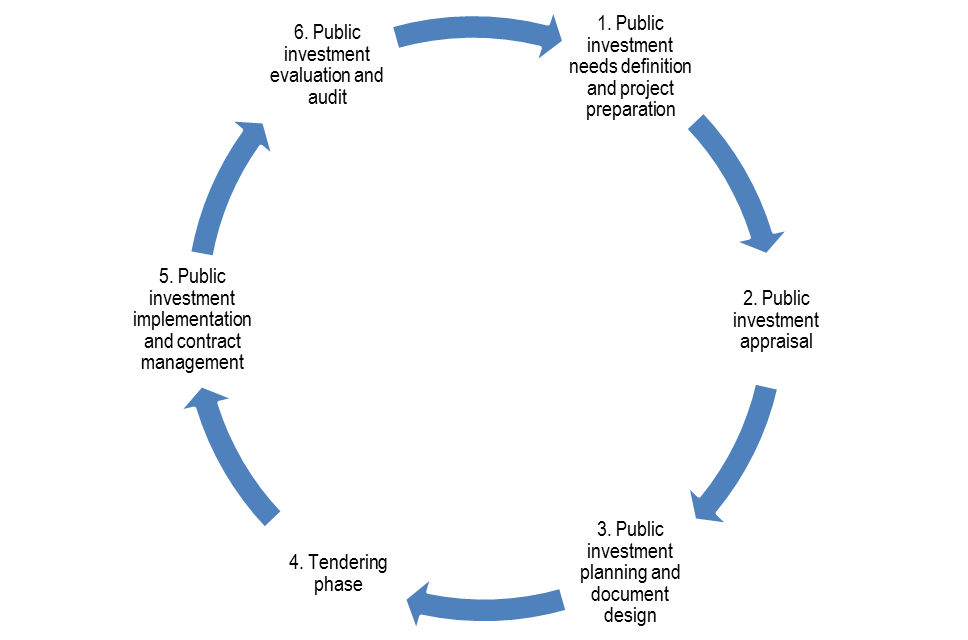 1. Public
investment
needs definition
and project
preparation
2. Public
investment
appraisal
3. Public
investment
planning and
document
design
4. Tendering
phase
5. Public
investment
implementation
and contract
management
6. Public
investment
evaluation and
audit